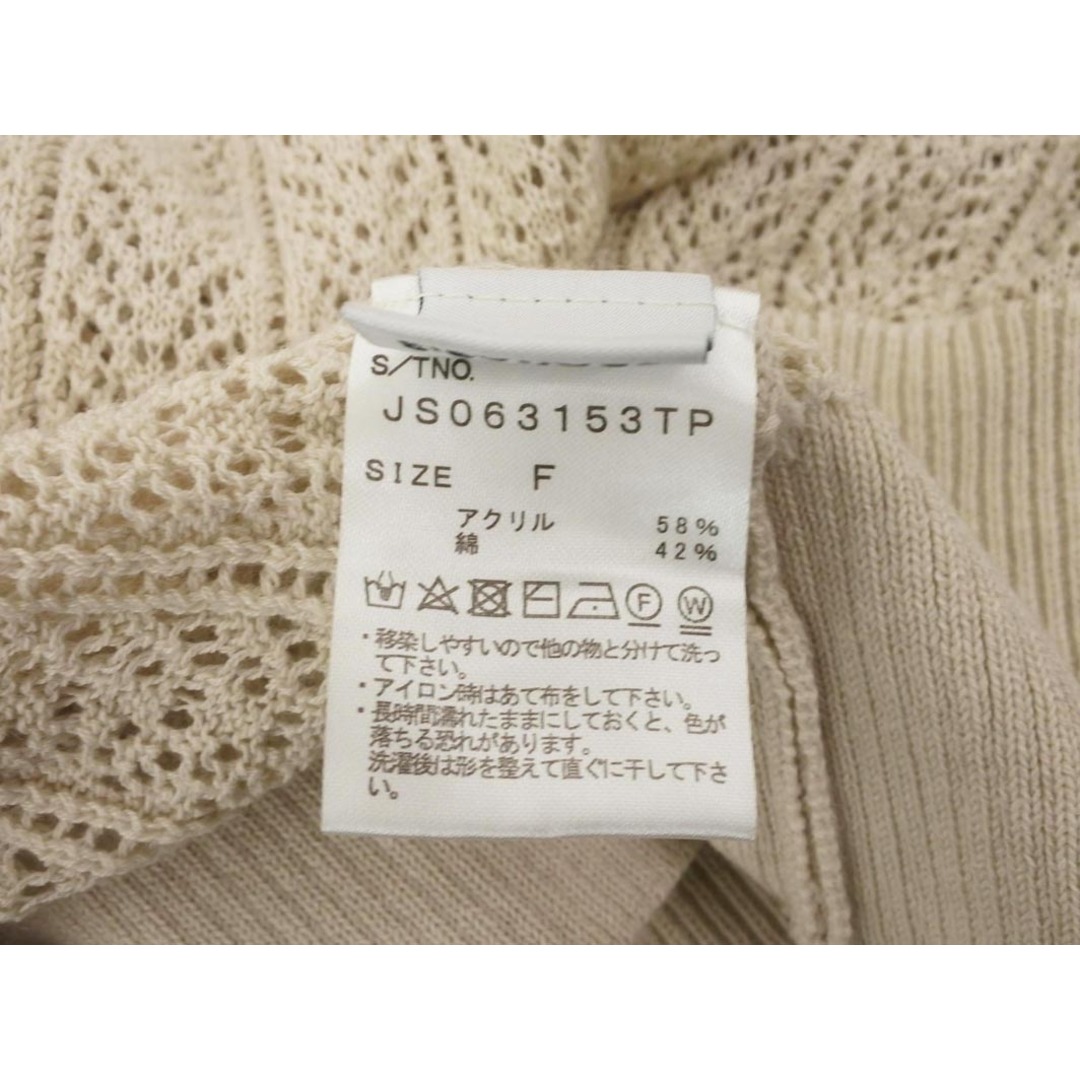 S/TNO.
JS063153TP
SIZE F
アクリル 58%
綿 42%
F W
・移染しやすいので他の物と分けて洗っ
て下さい。
・アイロン時はあて布をして下さい。
・長時間濡れたままにしておくと、色が
落ちる恐れがあります。
洗濯後は形を整えて直ぐに干して下さ
い。